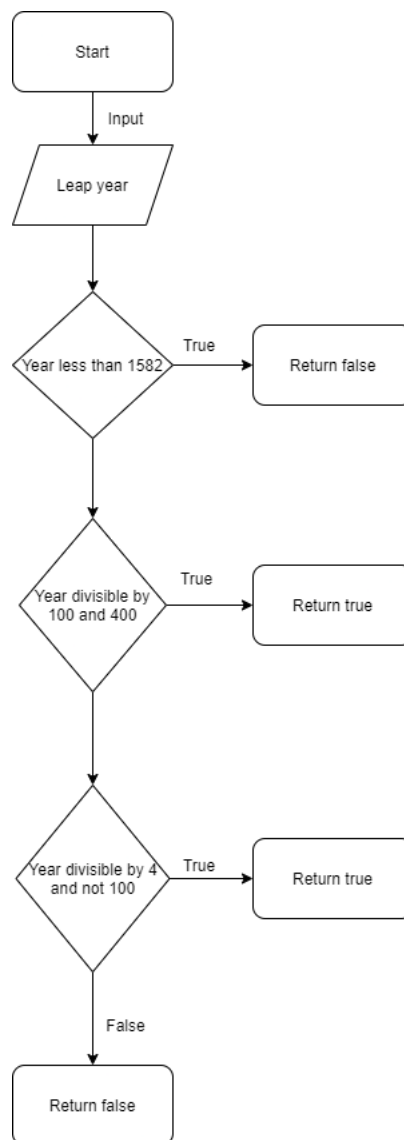 Start
Input
Leap year
Year less than 1582
True
Return false
Year divisible by
100 and 400
True
Return true
Year divisible by 4
and not 100
True
Return true
False
Return false